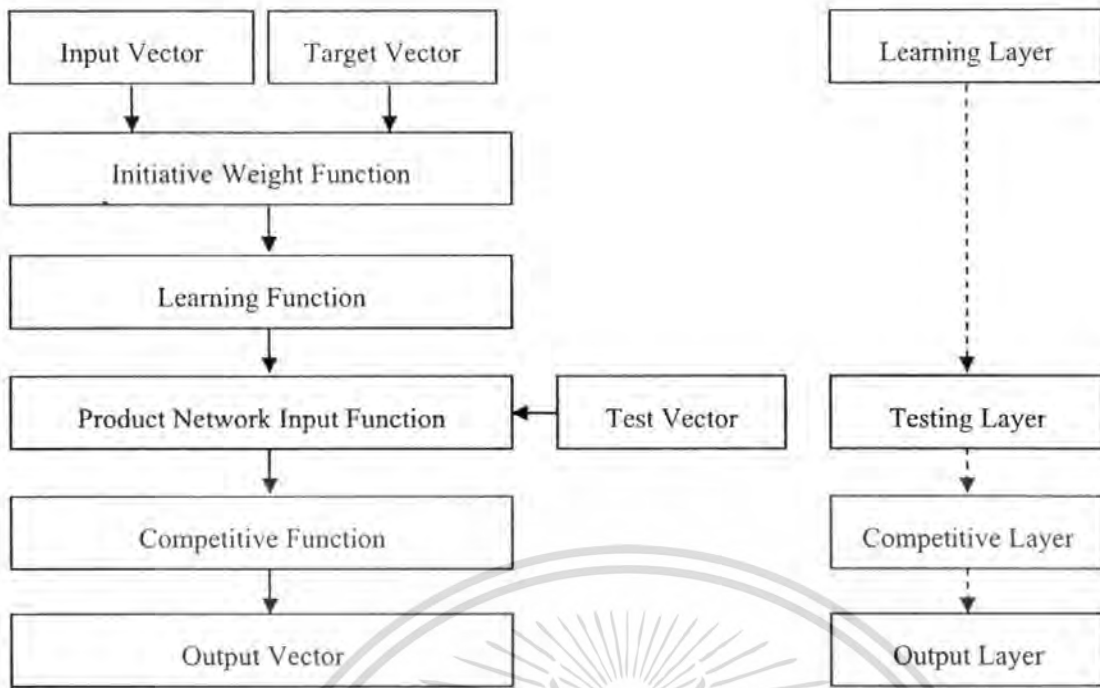 Input Vector
Target Vector
Learning Layer
Initiative Weight Function
Learning Function
Product Network Input Function
Test Vector
Testing Layer
Competitive Function
Competitive Layer
Output Vector
Output Layer